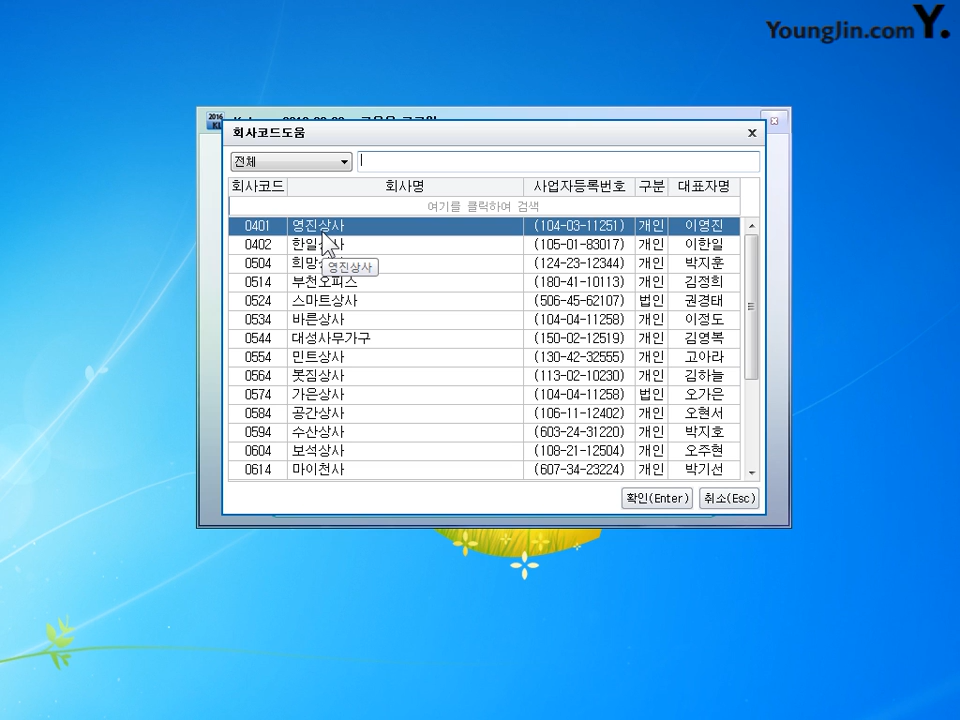 YoungJin.com Y.
2016
회사코드도움
전체
회사코드 회사명 사업자등록번호 구분 대표자명
여기를 클릭하여 검색
0401 영진상사 (104-03-11251) 개인 이영진
0402 한일상사 (105-01-83017) 개인 이한일
0504 희망 (124-23-12344) 개인 박지훈
영진상사
0514 부천오피스 (180-41-10113) 개인 김정희
0524 스마트상사 (506-45-62107) 법인 권경태
0534 바른상사 (104-04-11258) 개인 이정도
0544 대성사무가구 (150-02-12519) 개인 김영복
0554 민트상사 (130-42-32555) 개인 고아라
0564 봇짐상사 (113-02-10230) 개인 김하늘
0574 가은상사 (104-04-11258) 법인 오가은
0584 공간상사 (106-11-12402) 개인 오현서
0594 수산상사 (603-24-31220) 개인 박지호
0604 보석상사 (108-21-12504) 개인 오주현
0614 마이천사 (607-34-23224) 개인 박기선
확인(Enter) 취소(Esc)